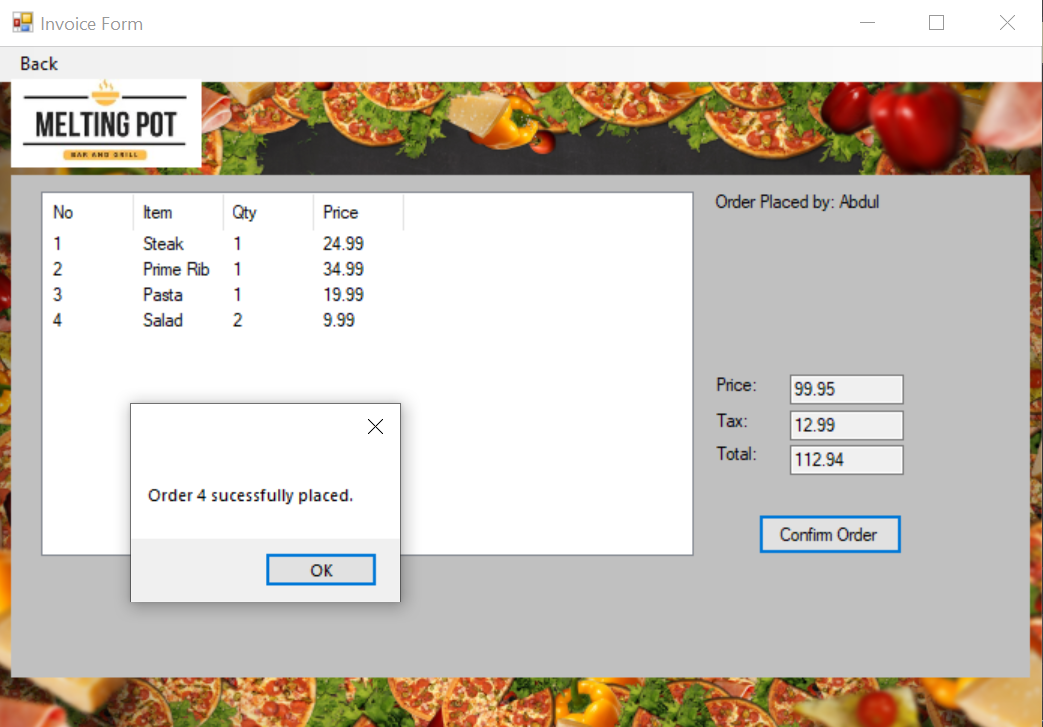 Invoice Form
Back
MELTING POT
BAR AND GRILL
No Item Qty Price
1 Steak 1 24.99
2 Prime Rib 1 34.99
3 Pasta 1 19.99
4 Salad 2 9.99
Order Placed by: Abdul
Price: 99.95
Tax: 12.99
Total: 112.94
Confirm Order
Order 4 sucessfully placed.
OK